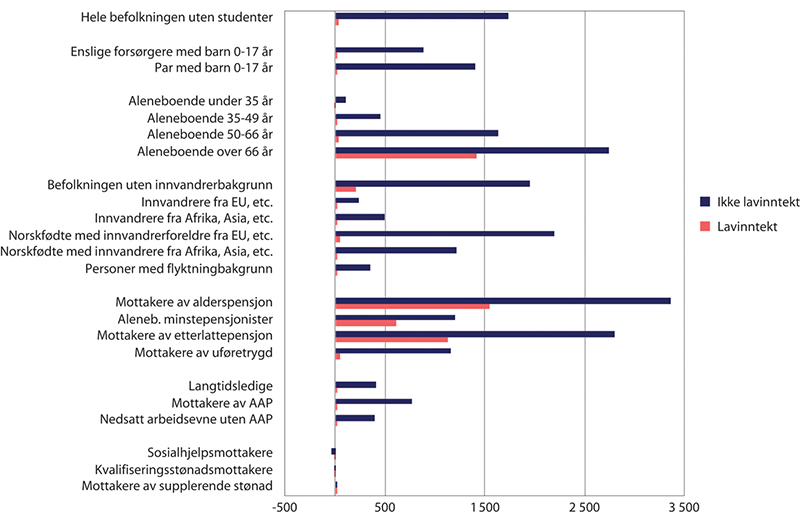 Hele befolkningen uten studenter
Enslige forsørgere med barn 0-17 år
Par med barn 0-17 år
Aleneboende under 35 år
Aleneboende 35-49 år
Aleneboende 50-66 år
Aleneboende over 66 år
Befolkningen uten innvandrerbakgrunn
Innvandrere fra EU, etc.
Innvandrere fra Afrika, Asia, etc.
Norskfødte med innvandrerforeldre fra EU, etc.
Norskfødte med innvandrere fra Afrika, Asia, etc.
Personer med flyktningbakgrunn
Mottakere av alderspensjon
Aleneb. minstepensjonister
Mottakere av etterlattepensjon
Mottakere av uføretrygd
Langtidsledige
Mottakere av AAP
Nedsatt arbeidsevne uten AAP
Sosialhjelpsmottakere
Kvalifiseringsstønadsmottakere
Mottakere av supplerende stønad
-500 500 1 500 2 500 3 500
Ikke lavinntekt
Lavinntekt